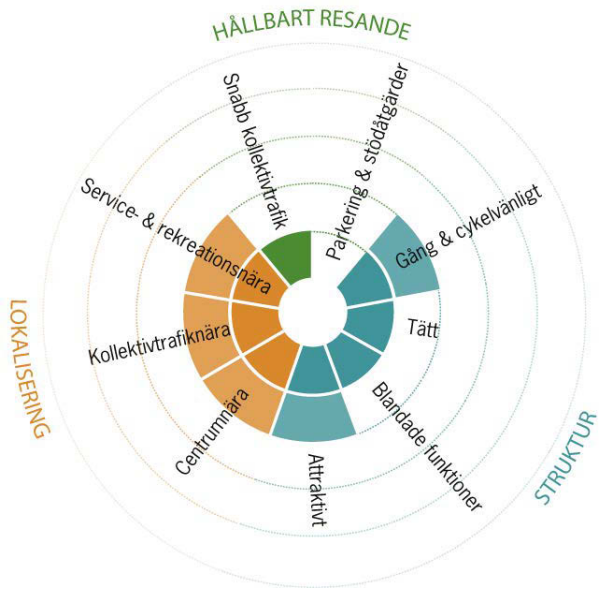 HÅLLBART RESANDE
Snabb kollektivtrafik
Parkering & stödåtgärder
Service- & rekreationsnära
Gång & cykelvänligt
LOKALISERING
Kollektivtrafiknära
Tätt
Centrumnära
Attraktivt
Blandade funktioner
STRUKTUR